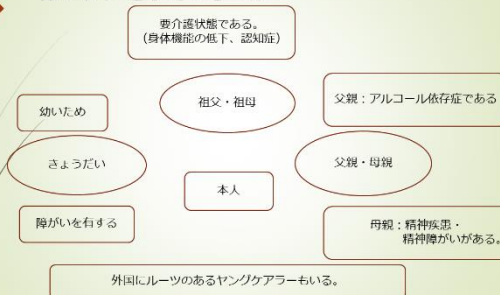 要介護状態である。
（身体機能の低下、認知症）
祖父・祖母
父親：アルコール依存症である
幼いため
きょうだい
父親・母親
本人
障がいを有する
母親：精神疾患・
精神障がいがある。
外国にルーツのあるヤングケアラーもいる。